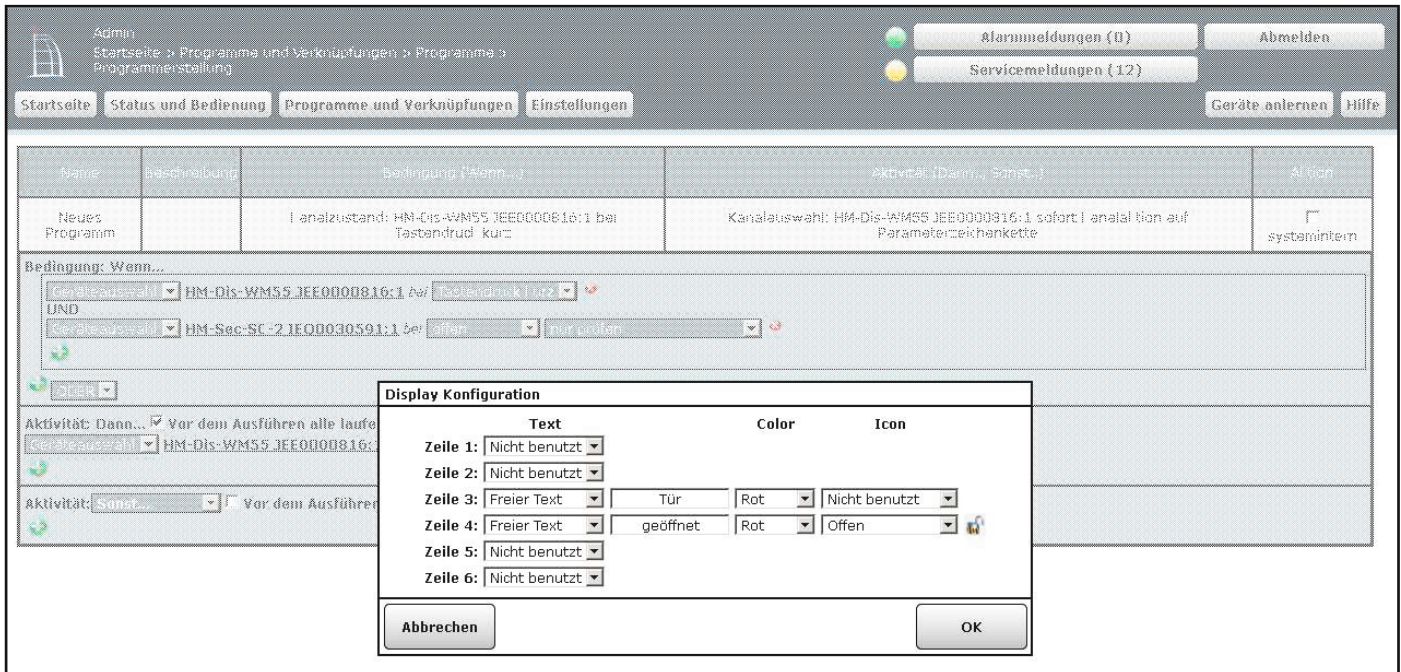 Admin
Startseite > Programme und Verknüpfungen > Programme >
Programmerstellung
Alarmmeldungen (0)
Abmelden
Servicemeldungen (12)
Startseite Status und Bedienung Programme und Verknüpfungen Einstellungen Geräte anlernen Hilfe
Name Beschreibung Bedingung (Wenn...) Aktivität (Dann.., Sonst..) Aktion
Neues
Programm
Kanalzustand: HM-Dis-WM55 JEE0000816:1 bei
Tastendruck kurz
Kanalauswahl: HM-Dis-WM55 JEE0000816:1 sofort Kanalaktion auf
Parameterzeichenkette
systemintern
Bedingung: Wenn...
Geräteauswahl HM-Dis-WM55 JEE0000816:1 bei Tastendruck kurz
UND
Geräteauswahl HM-Sec-SC-2 JEQ0030591:1 bei offen nur prüfen
ODER
Aktivität: Dann... Vor dem Ausführen alle laufe
Geräteauswahl HM-Dis-WM55 JEE0000816:
Aktivität: Sonst... Vor dem Ausführen
Display Konfiguration
Text Color Icon
Zeile 1: Nicht benutzt
Zeile 2: Nicht benutzt
Zeile 3: Freier Text Tür Rot Nicht benutzt
Zeile 4: Freier Text geöffnet Rot Offen
Zeile 5: Nicht benutzt
Zeile 6: Nicht benutzt
Abbrechen OK